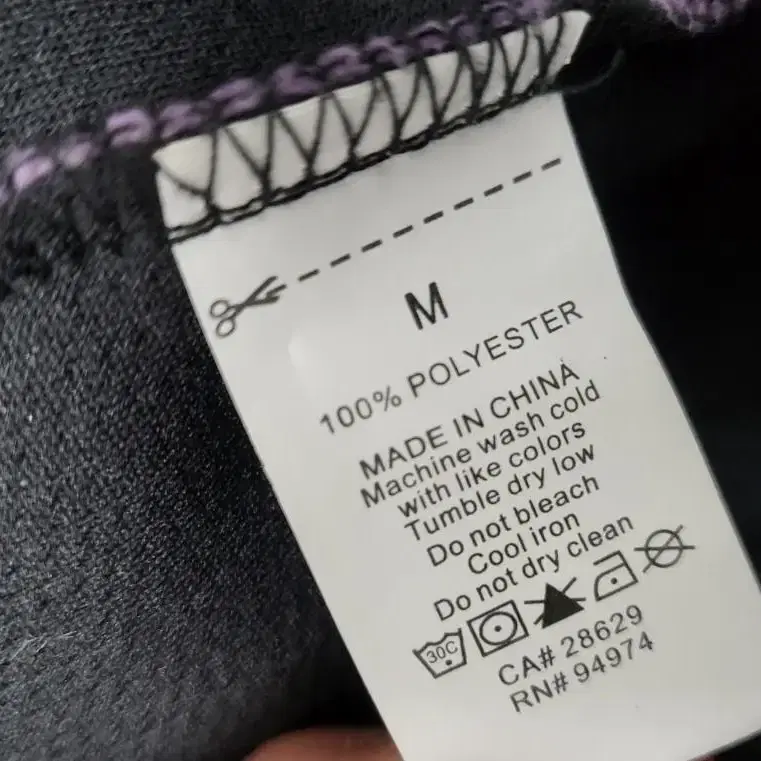 M
100% POLYESTER
MADE IN CHINA
Machine wash cold
with like colors
Tumble dry low
Do not bleach
Cool iron
Do not dry clean
30C
CA# 28629
RN# 94974